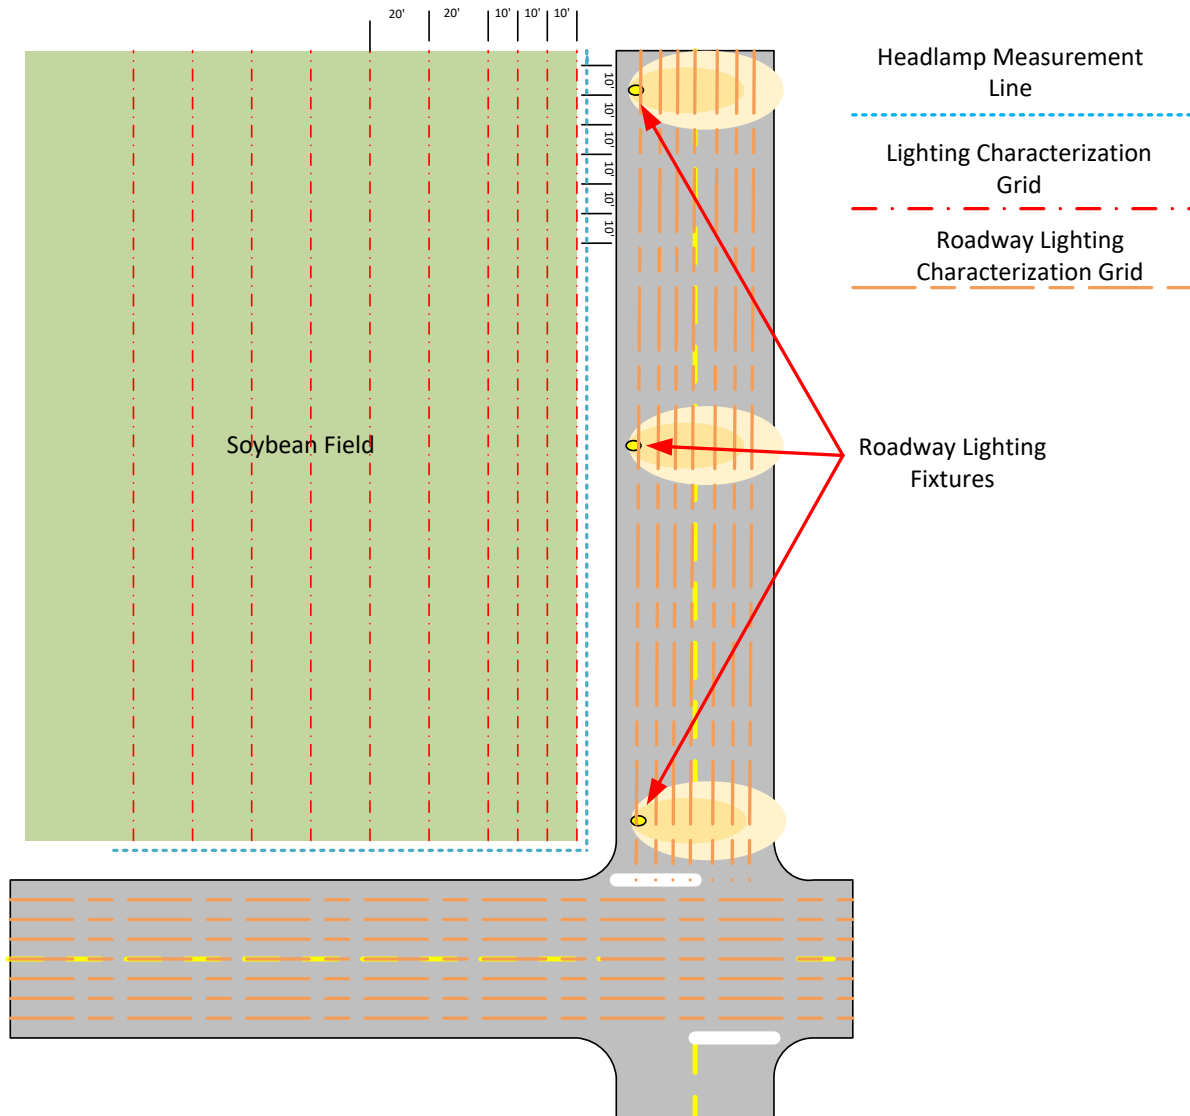 20'
20'
10'
10'
10'
10'
10'
10'
10'
10'
10'
Headlamp Measurement
Line
Lighting Characterization
Grid
Roadway Lighting
Characterization Grid
Soybean Field
Roadway Lighting
Fixtures